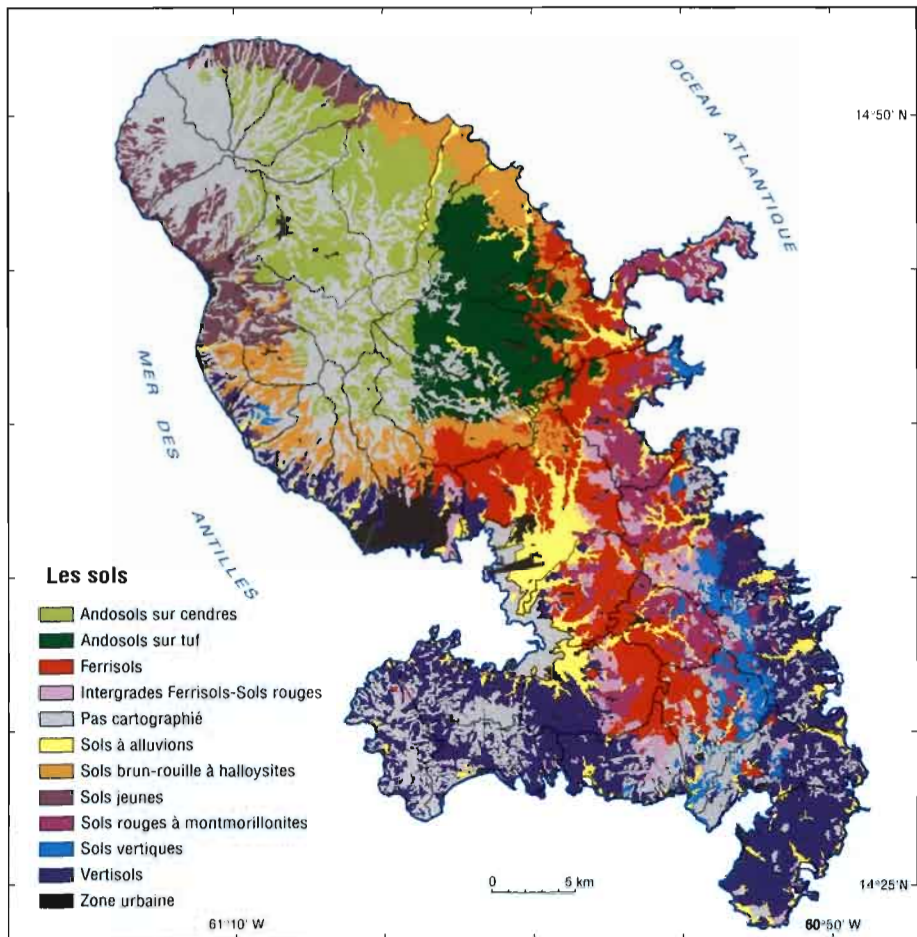 OCEAN ATLANTIQUE
14°50' N
MER DES ANTILLES
Les sols
Andosols sur cendres
Andosols sur tuf
Ferrisols
Intergrades Ferrisols-Sols rouges
Pas cartographié
Sols à alluvions
Sols brun-rouille à halloysites
Sols jeunes
Sols rouges à montmorillonites
Sols vertiques
Vertisols
Zone urbaine
0 5 km
14°25' N
61°10' W
60°50' W